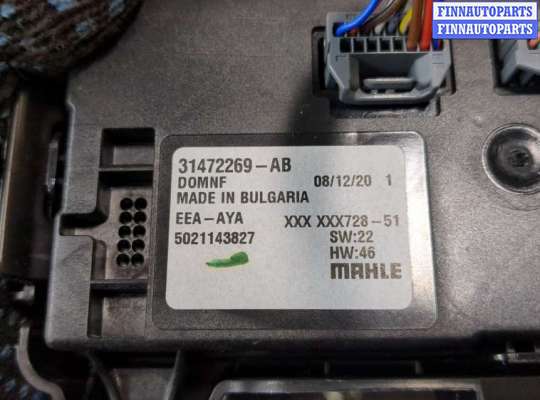 FINNAUTOPARTS
FINNAUTOPARTS
31472269-AB
DOMNF 08/12/20 1
MADE IN BULGARIA
EEA-AYA XXX XXX728-51
5021143827 SW:22
HW:46
MAHLE